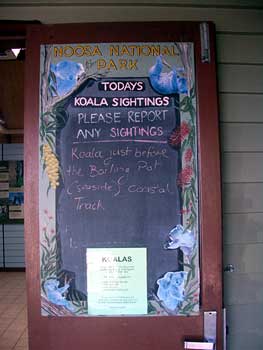 NOOSA NATIONAL
PARK
TODAYS
KOALA SIGHTINGS
PLEASE REPORT
ANY SIGHTINGS
Koala just before
the Boiling Pot
(seaside) Coastal
Track.
KOALAS